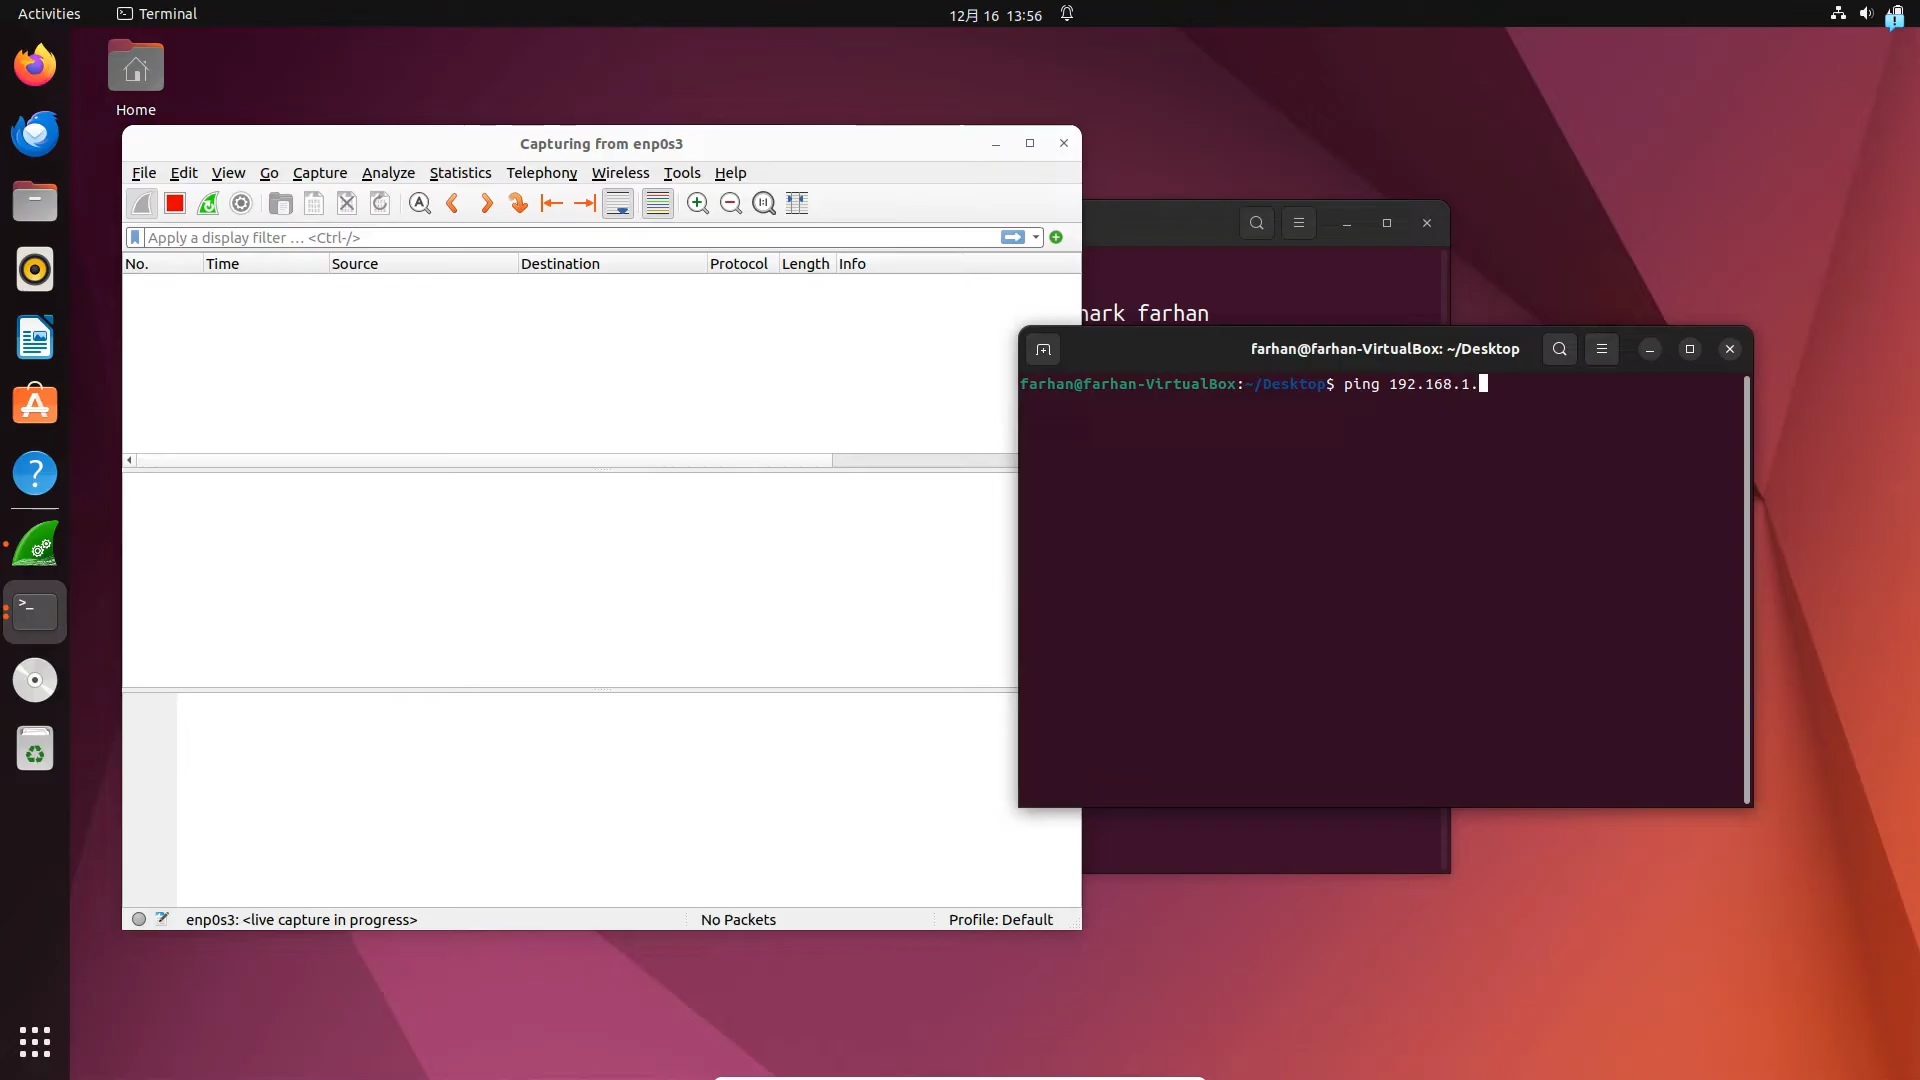 Activities
Terminal
12月 16 13:56
Home
Capturing from enp0s3
File Edit View Go Capture Analyze Statistics Telephony Wireless Tools Help
Apply a display filter … <Ctrl-/>
No. Time Source Destination Protocol Length Info
farhan
farhan@farhan-VirtualBox: ~/Desktop
farhan@farhan-VirtualBox:~/Desktop$ ping 192.168.1.
enp0s3: <live capture in progress>
No Packets
Profile: Default